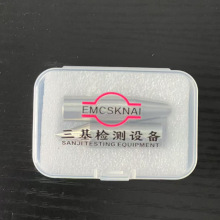 EMCSKNAI
三基检测设备
SANJITESTING EQUIPMENT